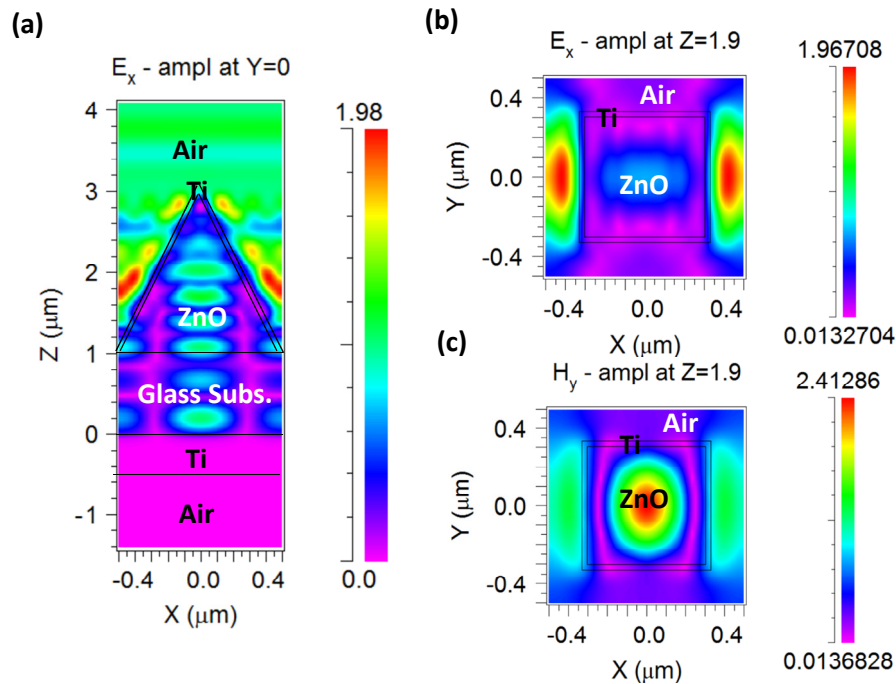 (a)
E_x - ampl at Y=0
4
3
2
1
0
-1
Z (μm)
-0.4
0.0
0.4
X (μm)
Air
Ti
ZnO
Glass Subs.
Ti
Air
1.98
0.0
(b)
E_x - ampl at Z=1.9
0.4
0.0
-0.4
Y (μm)
-0.4
0.0
0.4
X (μm)
Air
Ti
ZnO
1.96708
0.0132704
(c)
H_y - ampl at Z=1.9
0.4
0.0
-0.4
Y (μm)
-0.4
0.0
0.4
X (μm)
Air
Ti
ZnO
2.41286
0.0136828